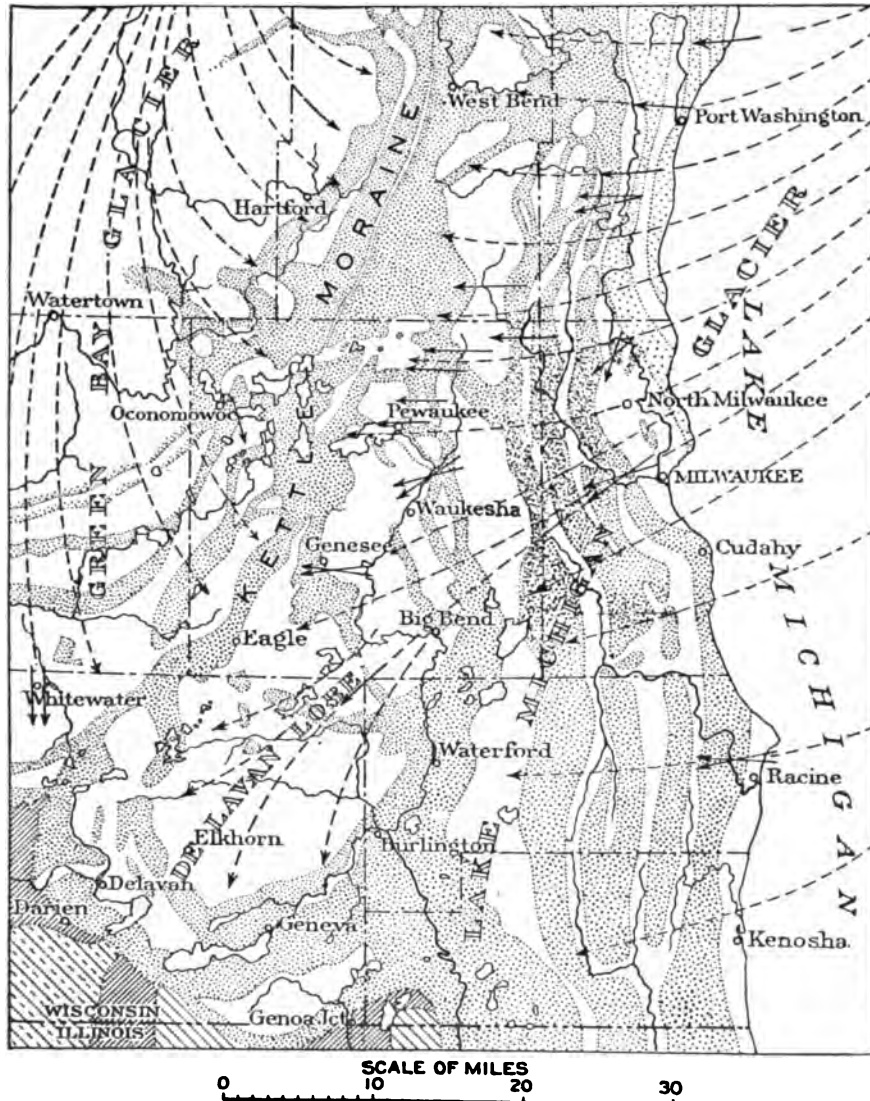 West Bend
Port Washington
GREEN BAY GLACIER
Hartford
KETTLE MORAINE
Watertown
LAKE MICHIGAN GLACIER
LAKE MICHIGAN
Oconomowoc
Pewaukee
North Milwaukee
MILWAUKEE
Waukesha
Genesee
Cudahy
Big Bend
Eagle
Whitewater
DELAVAN LOBE
Waterford
Racine
Elkhorn
Burlington
Delavan
Darien
Geneva
Kenosha
WISCONSIN
ILLINOIS
Genoa Jct.
SCALE OF MILES
0 10 20 30